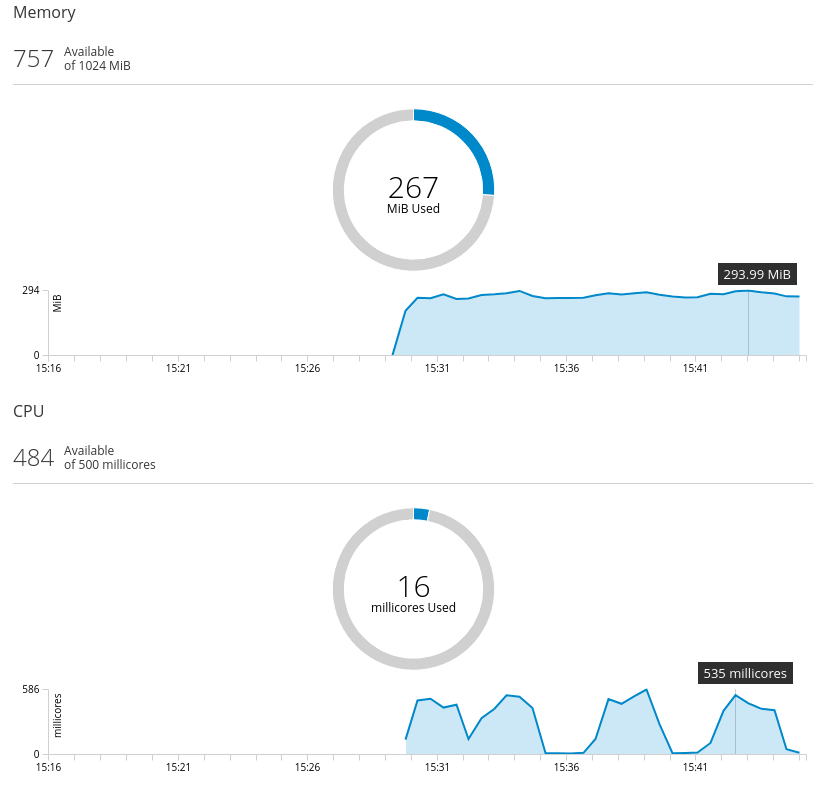 Memory
757 Available
of 1024 MiB
267
MiB Used
293.99 MiB
294
MiB
0
15:16 15:21 15:26 15:31 15:36 15:41
CPU
484 Available
of 500 millicores
16
millicores Used
535 millicores
586
millicores
0
15:16 15:21 15:26 15:31 15:36 15:41